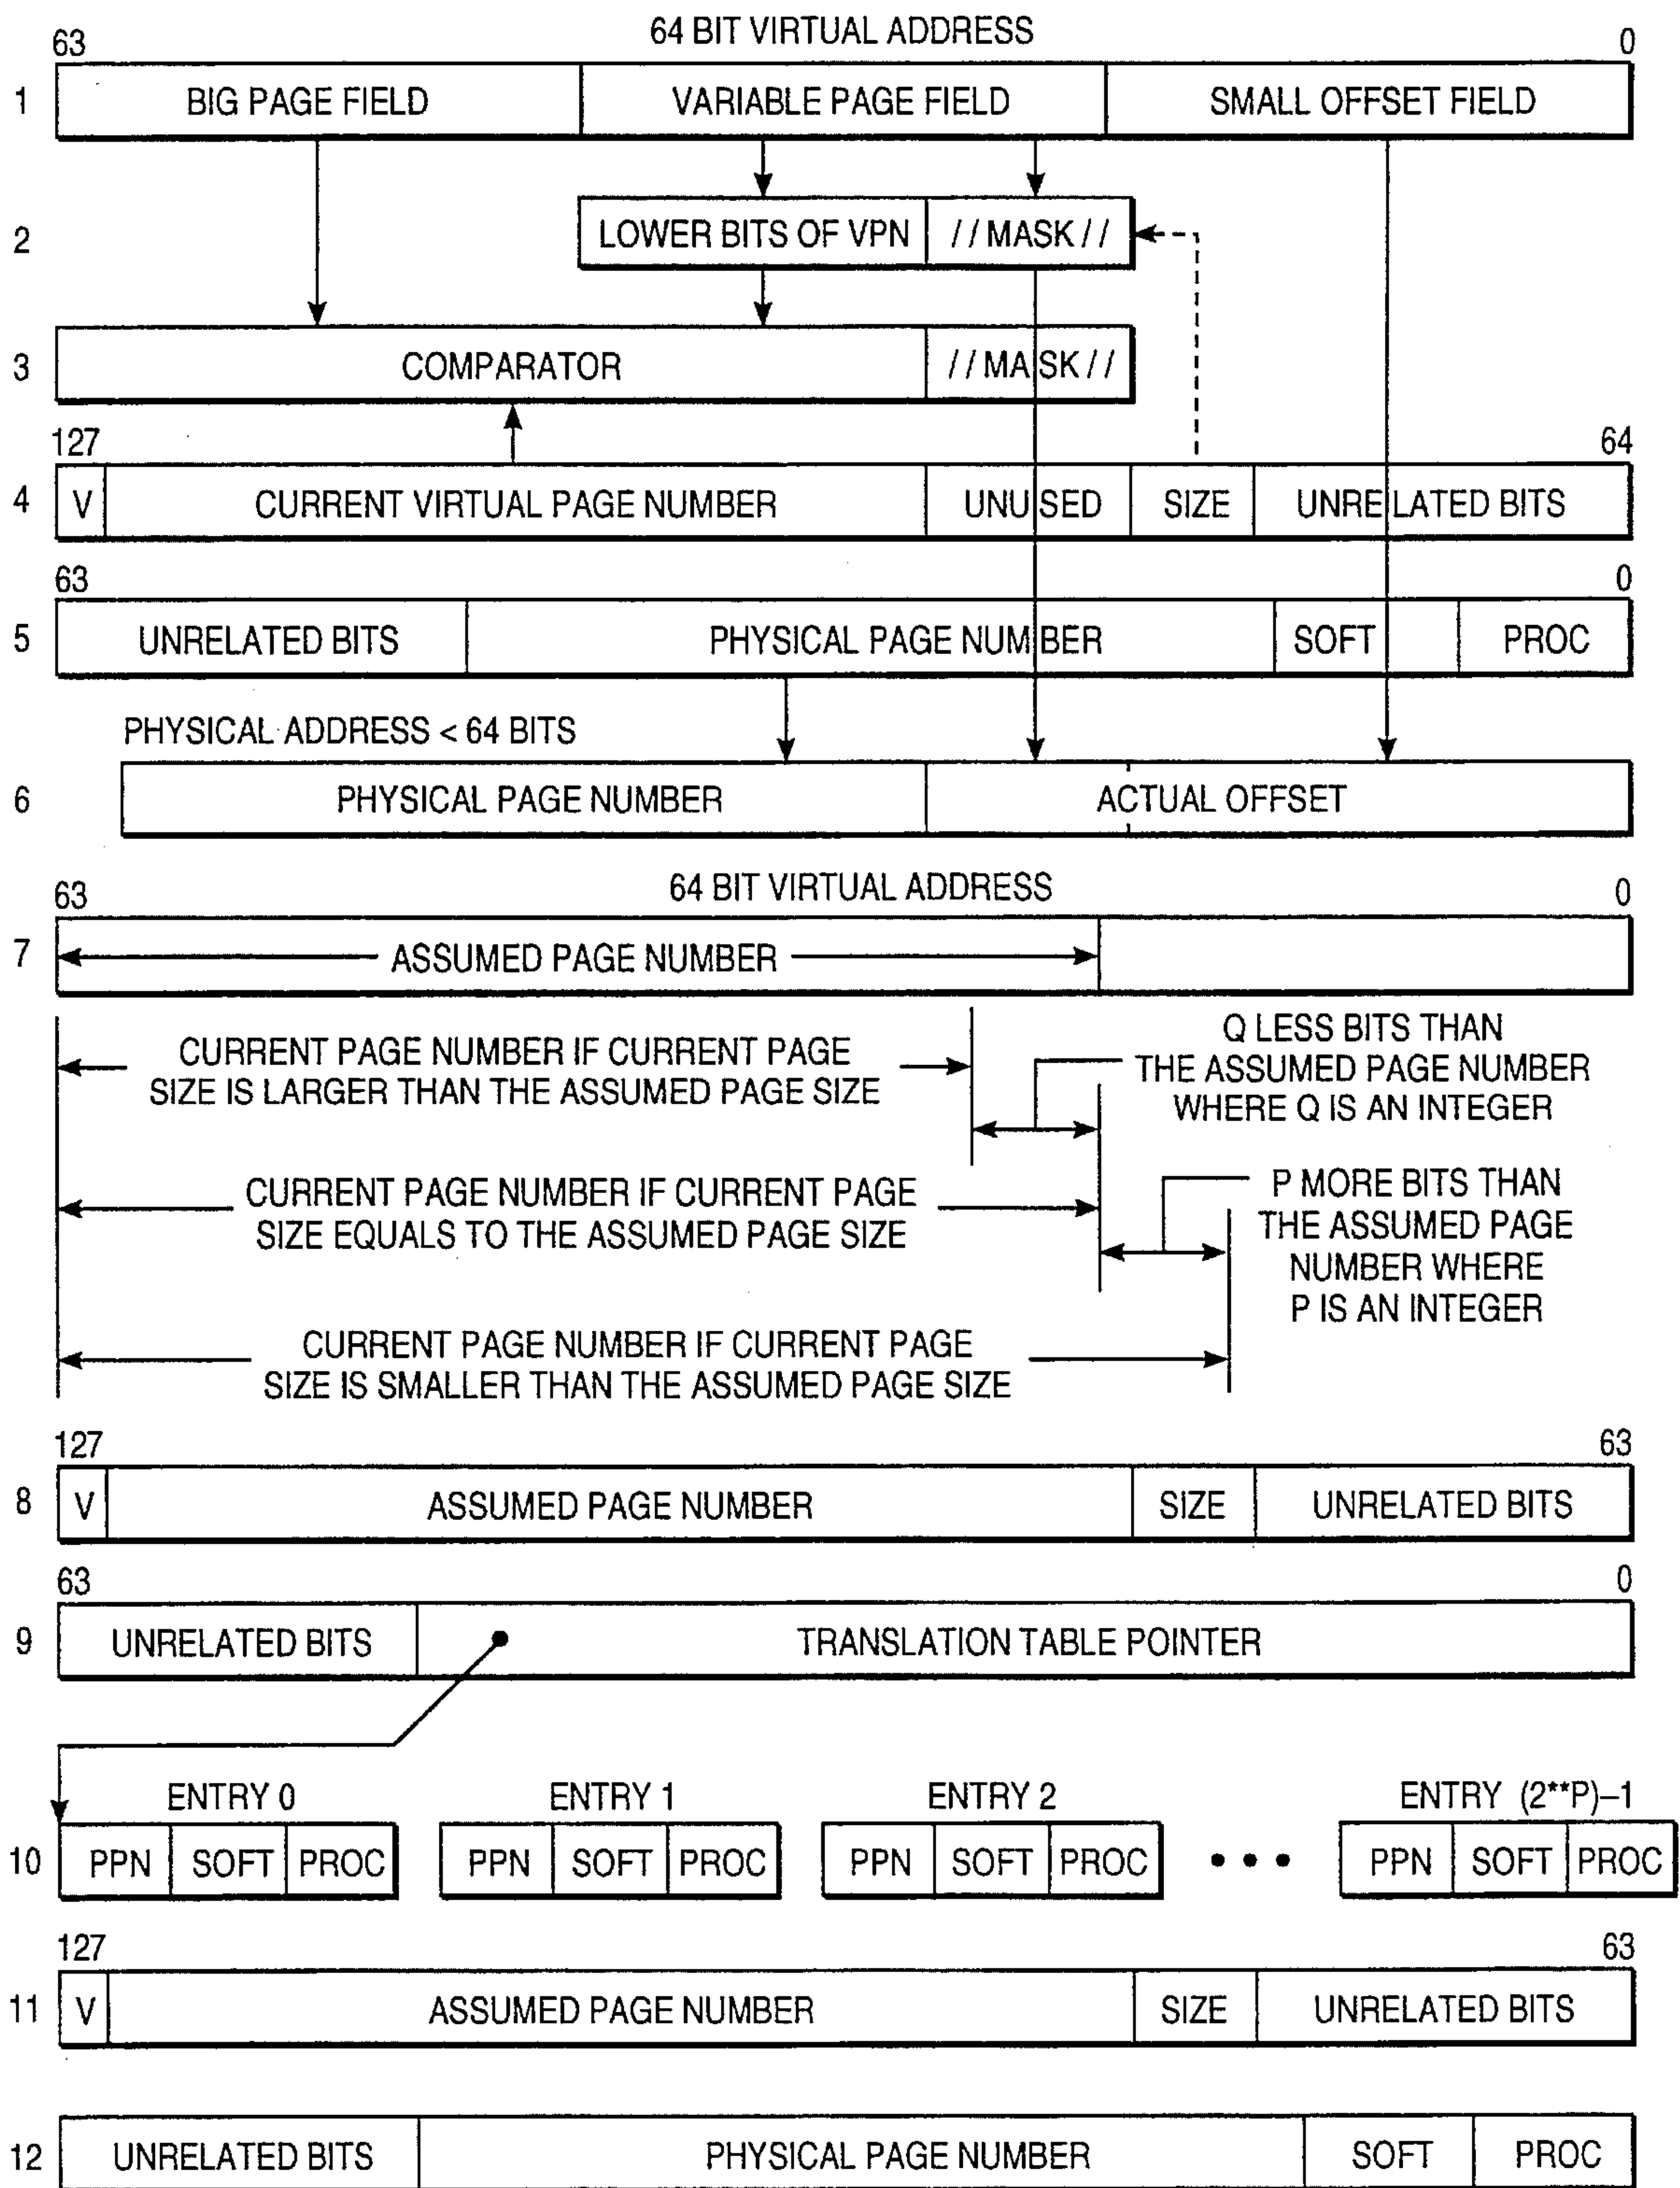 64 BIT VIRTUAL ADDRESS
63 0
1 BIG PAGE FIELD VARIABLE PAGE FIELD SMALL OFFSET FIELD
2 LOWER BITS OF VPN // MASK //
3 COMPARATOR // MASK //
127 64
4 V CURRENT VIRTUAL PAGE NUMBER UNUSED SIZE UNRELATED BITS
63 0
5 UNRELATED BITS PHYSICAL PAGE NUMBER SOFT PROC
PHYSICAL ADDRESS < 64 BITS
6 PHYSICAL PAGE NUMBER ACTUAL OFFSET
63 64 BIT VIRTUAL ADDRESS 0
7 ASSUMED PAGE NUMBER
CURRENT PAGE NUMBER IF CURRENT PAGE
SIZE IS LARGER THAN THE ASSUMED PAGE SIZE
Q LESS BITS THAN
THE ASSUMED PAGE NUMBER
WHERE Q IS AN INTEGER
CURRENT PAGE NUMBER IF CURRENT PAGE
SIZE EQUALS TO THE ASSUMED PAGE SIZE
P MORE BITS THAN
THE ASSUMED PAGE
NUMBER WHERE
P IS AN INTEGER
CURRENT PAGE NUMBER IF CURRENT PAGE
SIZE IS SMALLER THAN THE ASSUMED PAGE SIZE
127 63
8 V ASSUMED PAGE NUMBER SIZE UNRELATED BITS
63 0
9 UNRELATED BITS TRANSLATION TABLE POINTER
ENTRY 0 ENTRY 1 ENTRY 2 ENTRY (2**P)–1
10 PPN SOFT PROC PPN SOFT PROC PPN SOFT PROC • • • PPN SOFT PROC
127 63
11 V ASSUMED PAGE NUMBER SIZE UNRELATED BITS
12 UNRELATED BITS PHYSICAL PAGE NUMBER SOFT PROC